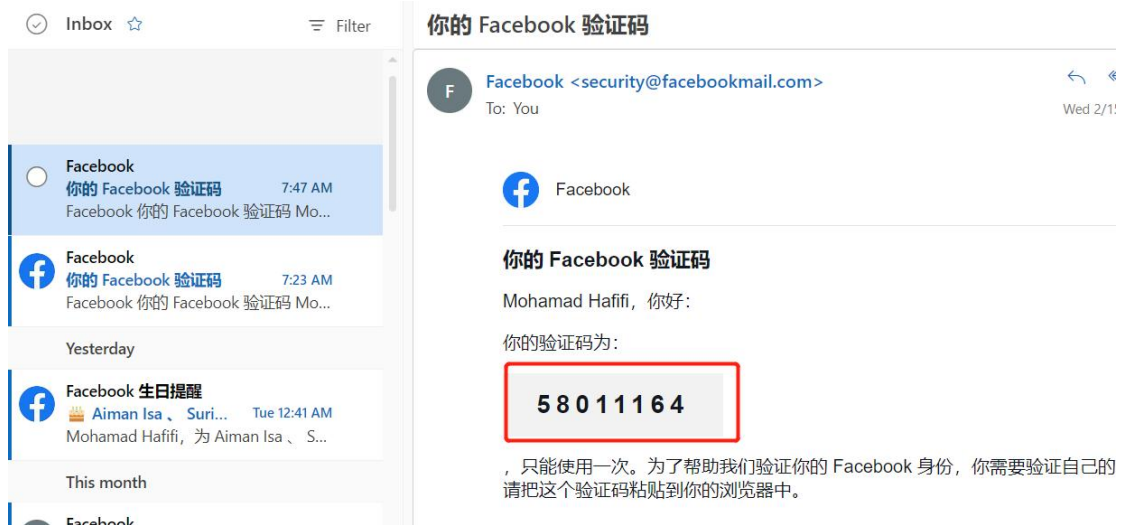 Inbox
Filter
Facebook
你的 Facebook 验证码 7:47 AM
Facebook 你的 Facebook 验证码 Mo...
Facebook
你的 Facebook 验证码 7:23 AM
Facebook 你的 Facebook 验证码 Mo...
Yesterday
Facebook 生日提醒
Aiman Isa 、 Suri... Tue 12:41 AM
Mohamad Hafifi，为 Aiman Isa 、 S...
This month
Facebook
你的 Facebook 验证码
F
Facebook <security@facebookmail.com>
To: You
Wed 2/15
Facebook
你的 Facebook 验证码
Mohamad Hafifi，你好：
你的验证码为：
58011164
，只能使用一次。为了帮助我们验证你的 Facebook 身份，你需要验证自己的
请把这个验证码粘贴到你的浏览器中。